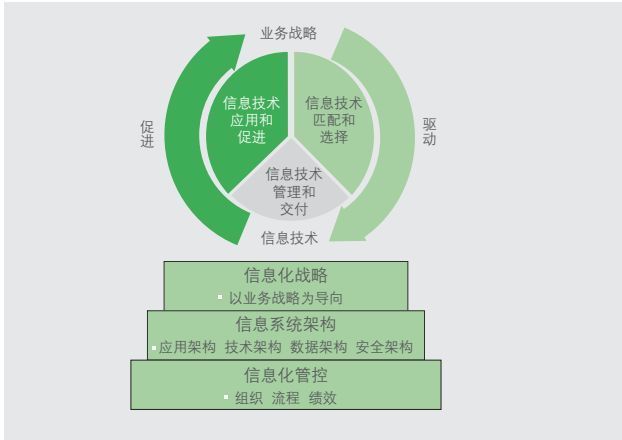 业务战略
信息技术
应用和
促进
信息技术
匹配和
选择
促进
驱动
信息技术
管理和
交付
信息技术
信息化战略
以业务战略为导向
信息系统架构
应用架构 技术架构 数据架构 安全架构
信息化管控
组织 流程 绩效